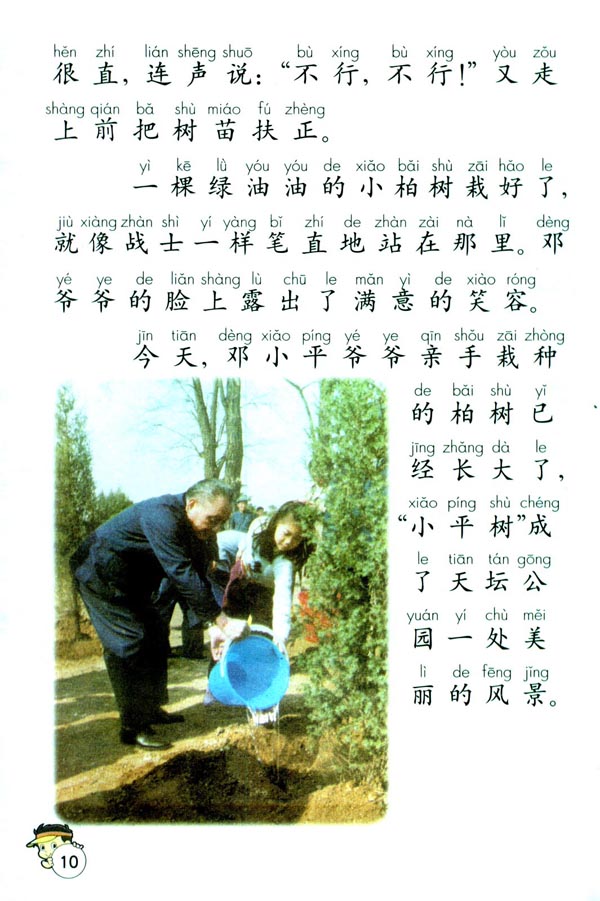 hěn zhí lián shēng shuō bù xíng bù xíng yòu zǒu
很直，连声说：“不行，不行！”又走
shàng qián bǎ shù miáo fú zhèng
上前把树苗扶正。
yì kē lǜ yóu yóu de xiǎo bǎi shù zāi hǎo le
一棵绿油油的小柏树栽好了，
jiù xiàng zhàn shì yí yàng bǐ zhí de zhàn zài nà lǐ dèng
就像战士一样笔直地站在那里。邓
yé ye de liǎn shàng lù chū le mǎn yì de xiào róng
爷爷的脸上露出了满意的笑容。
jīn tiān dèng xiǎo píng yé ye qīn shǒu zāi zhòng
今天，邓小平爷爷亲手栽种
de bǎi shù yǐ
的柏树已
jīng zhǎng dà le
经长大了，
xiǎo píng shù chéng
“小平树”成
le tiān tán gōng
了天坛公
yuán yí chù měi
园一处美
lì de fēng jǐng
丽的风景。
10